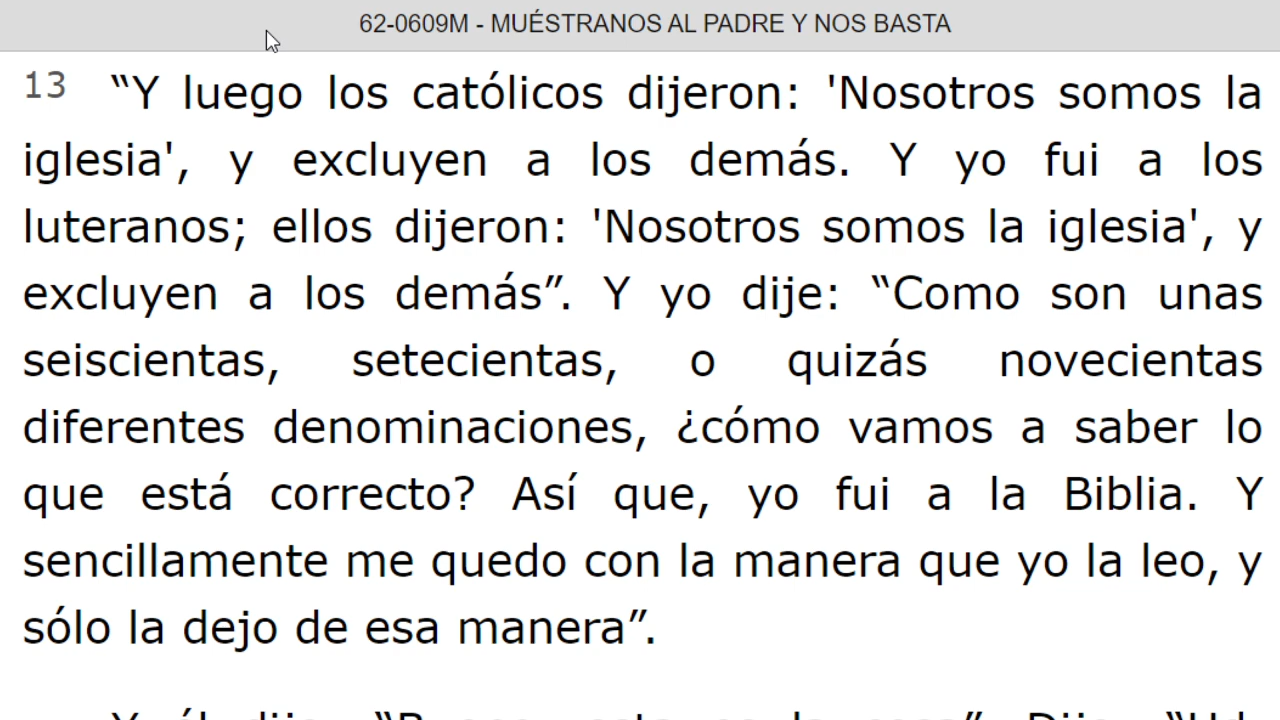 62-0609M - MUÉSTRANOS AL PADRE Y NOS BASTA
13 “Y luego los católicos dijeron: 'Nosotros somos la
iglesia', y excluyen a los demás. Y yo fui a los
luteranos; ellos dijeron: 'Nosotros somos la iglesia', y
excluyen a los demás”. Y yo dije: “Como son unas
seiscientas, setecientas, o quizás novecientas
diferentes denominaciones, ¿cómo vamos a saber lo
que está correcto? Así que, yo fui a la Biblia. Y
sencillamente me quedo con la manera que yo la leo, y
sólo la dejo de esa manera”.